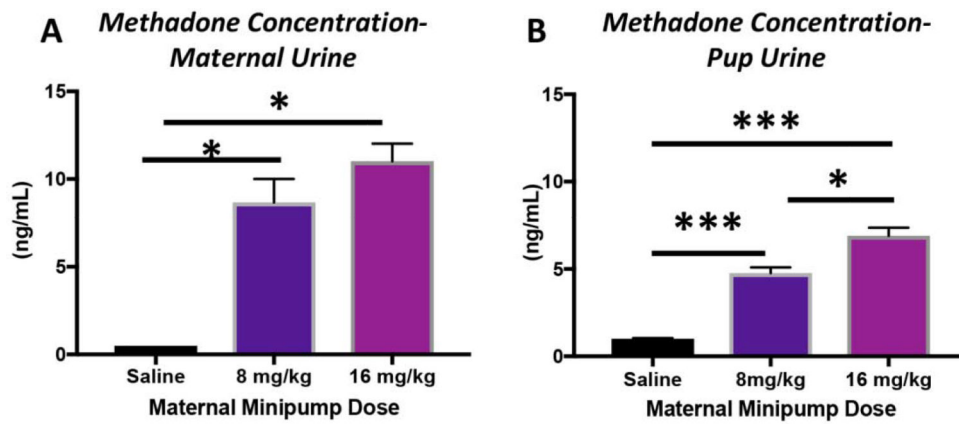 A
Methadone Concentration-
Maternal Urine
15
10
5
0
(ng/mL)
*
*
Saline
8 mg/kg
16 mg/kg
Maternal Minipump Dose
B
Methadone Concentration-
Pup Urine
15
10
5
0
(ng/mL)
***
*
***
Saline
8mg/kg
16 mg/kg
Maternal Minipump Dose